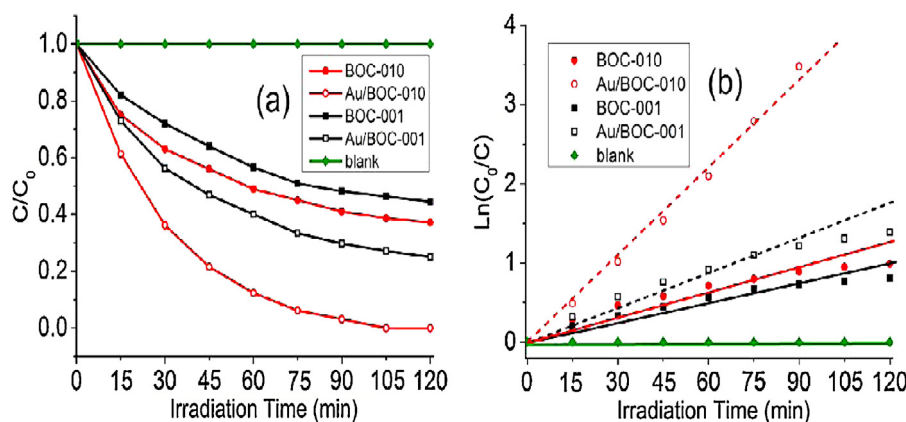 1.0
0.8
0.6
0.4
0.2
0.0
C/C₀
0 15 30 45 60 75 90 105 120
Irradiation Time (min)
(a)
BOC-010
Au/BOC-010
BOC-001
Au/BOC-001
blank
4
3
2
1
0
Ln(C₀/C)
0 15 30 45 60 75 90 105 120
Irradiation Time (min)
(b)
BOC-010
Au/BOC-010
BOC-001
Au/BOC-001
blank